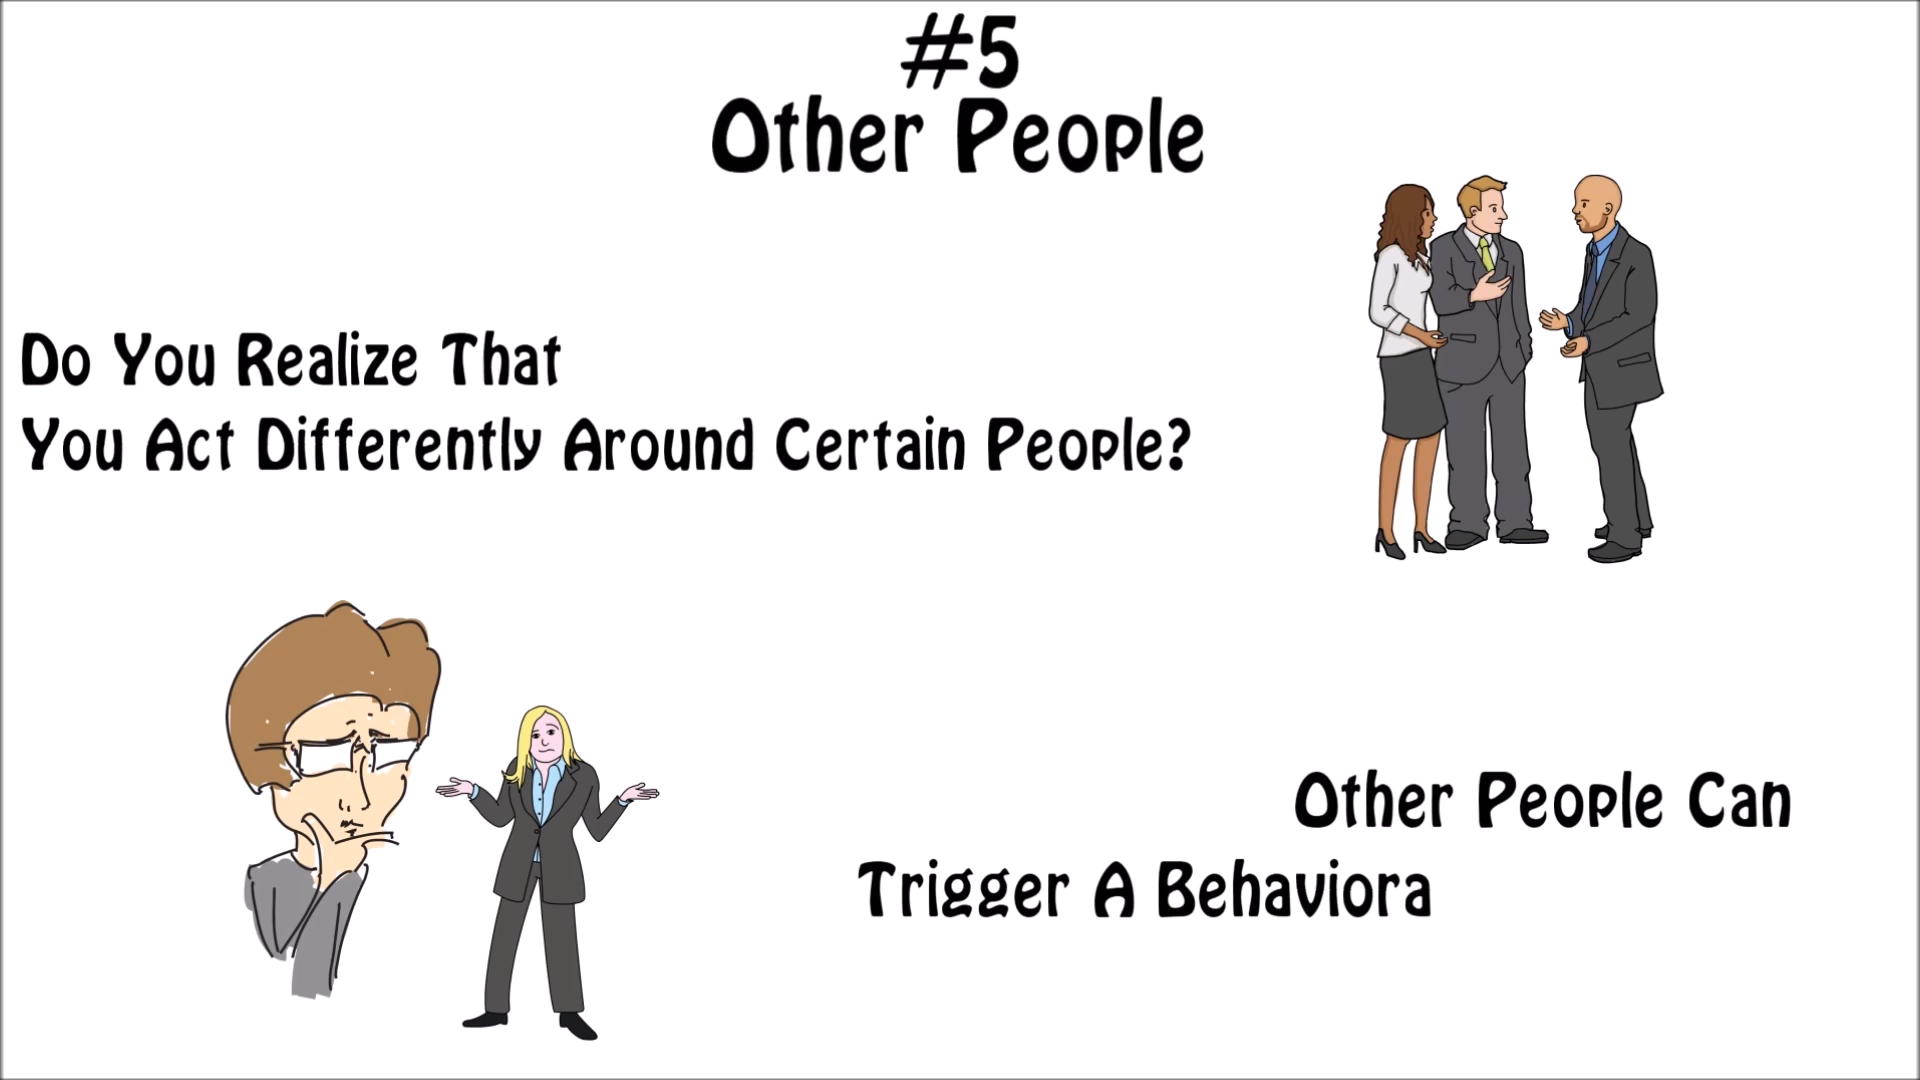 #5
Other People
Do You Realize That
You Act Differently Around Certain People?
Other People Can
Trigger A Behaviora